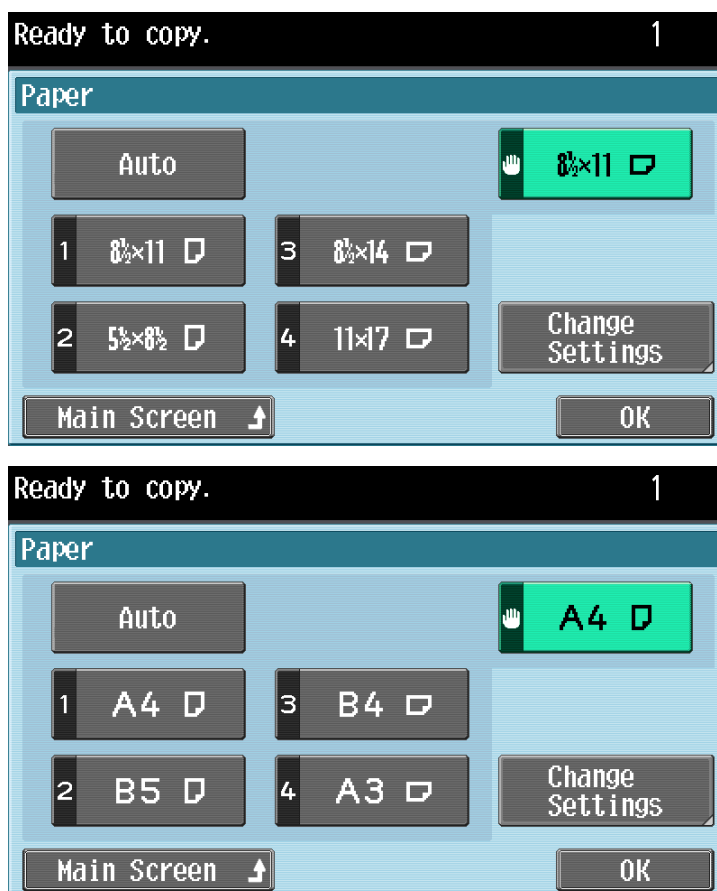 Ready to copy. 1
Paper
Auto
8½×11
1 8½×11
3 8½×14
2 5½×8½
4 11×17
Change
Settings
Main Screen
OK
Ready to copy. 1
Paper
Auto
A4
1 A4
3 B4
2 B5
4 A3
Change
Settings
Main Screen
OK